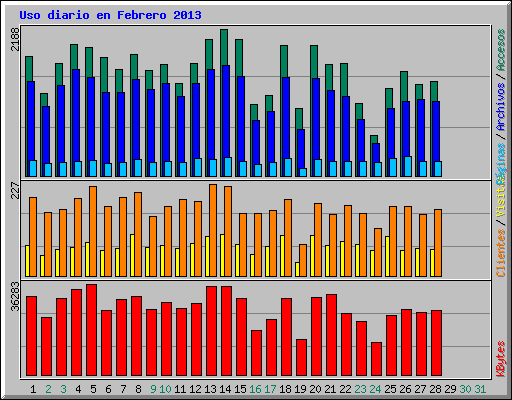 Uso diario en Febrero 2013
2188
227
36283
Clientes / visitas
Páginas / Archivos / Accesos
KBytes
1 2 3 4 5 6 7 8 9 10 11 12 13 14 15 16 17 18 19 20 21 22 23 24 25 26 27 28 29 30 31